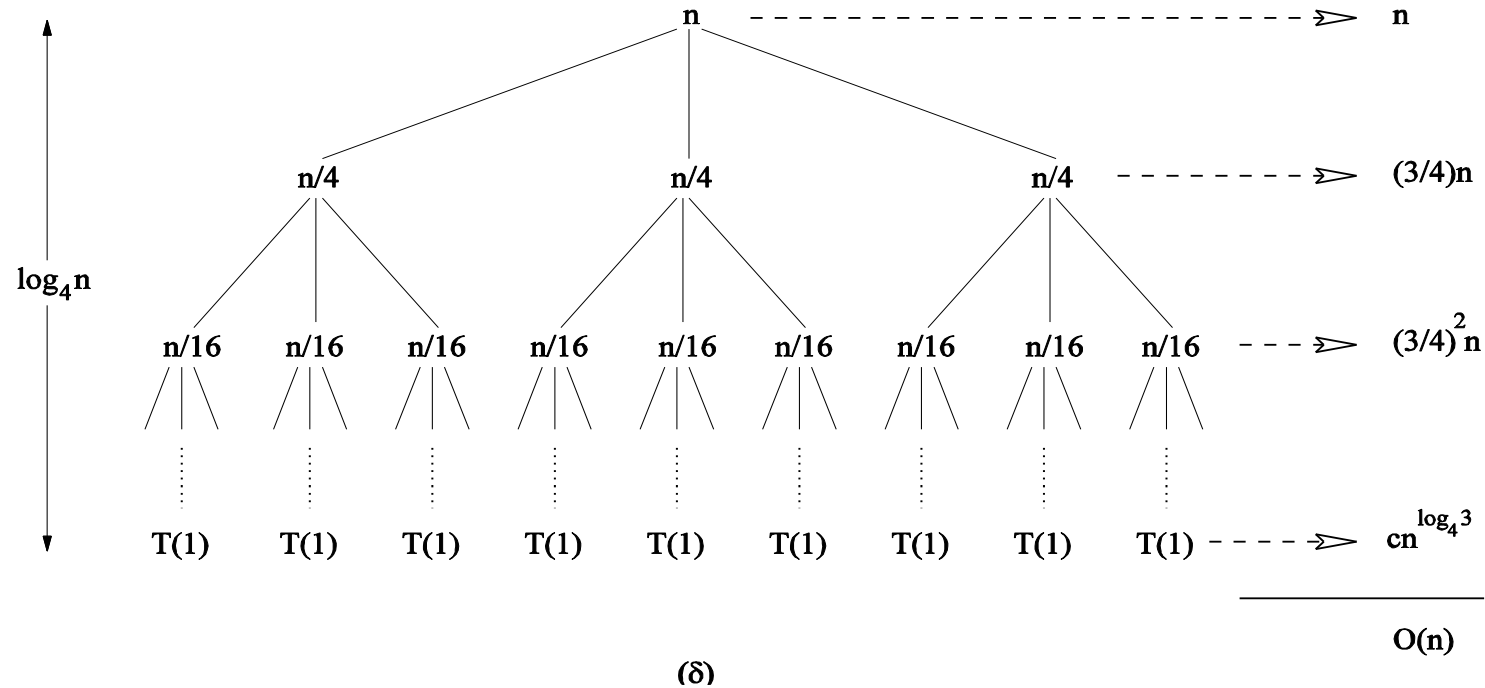 n n
n/4 n/4 n/4 (3/4)n
log₄n
n/16 n/16 n/16 n/16 n/16 n/16 n/16 n/16 n/16 (3/4)²n
T(1) T(1) T(1) T(1) T(1) T(1) T(1) T(1) T(1) cn^log₄3
O(n)
(δ)